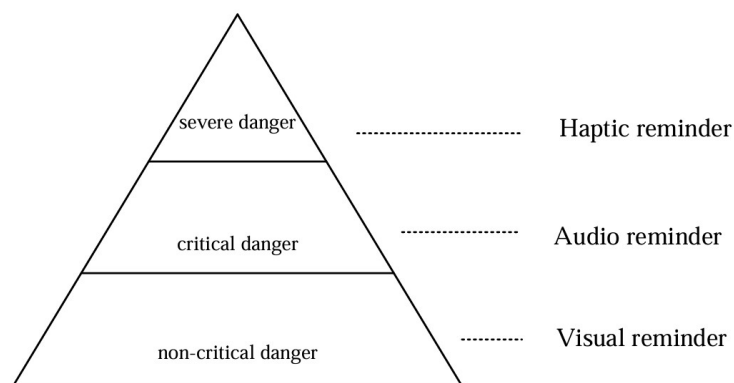 severe danger
Haptic reminder
critical danger
Audio reminder
non-critical danger
Visual reminder